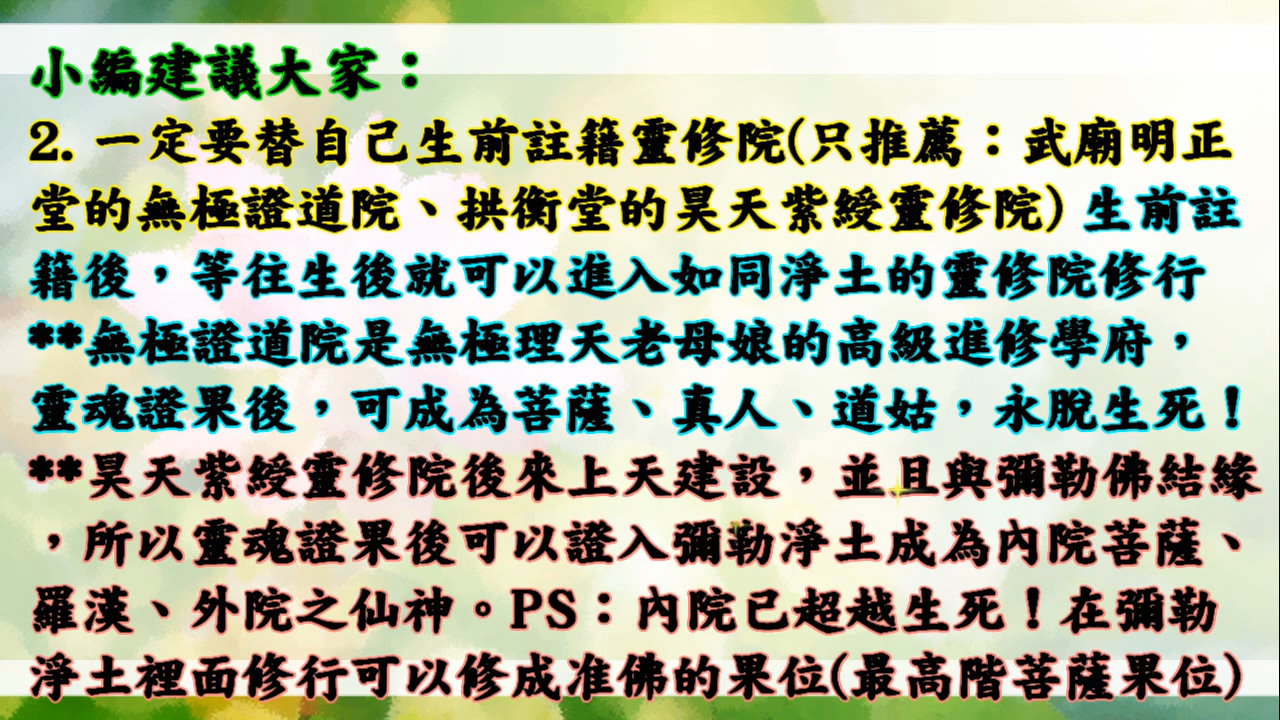 小編建議大家：
2. 一定要替自己生前註籍靈修院(只推薦：武廟明正
堂的無極證道院、拱衡堂的昊天紫綬靈修院) 生前註
籍後，等往生後就可以進入如同淨土的靈修院修行
**無極證道院是無極理天老母娘的高級進修學府，
靈魂證果後，可成為菩薩、真人、道姑，永脫生死！
**昊天紫綬靈修院後來上天建設，並且與彌勒佛結緣
，所以靈魂證果後可以證入彌勒淨土成為內院菩薩、
羅漢、外院之仙神。PS：內院已超越生死！在彌勒
淨土裡面修行可以修成准佛的果位(最高階菩薩果位)